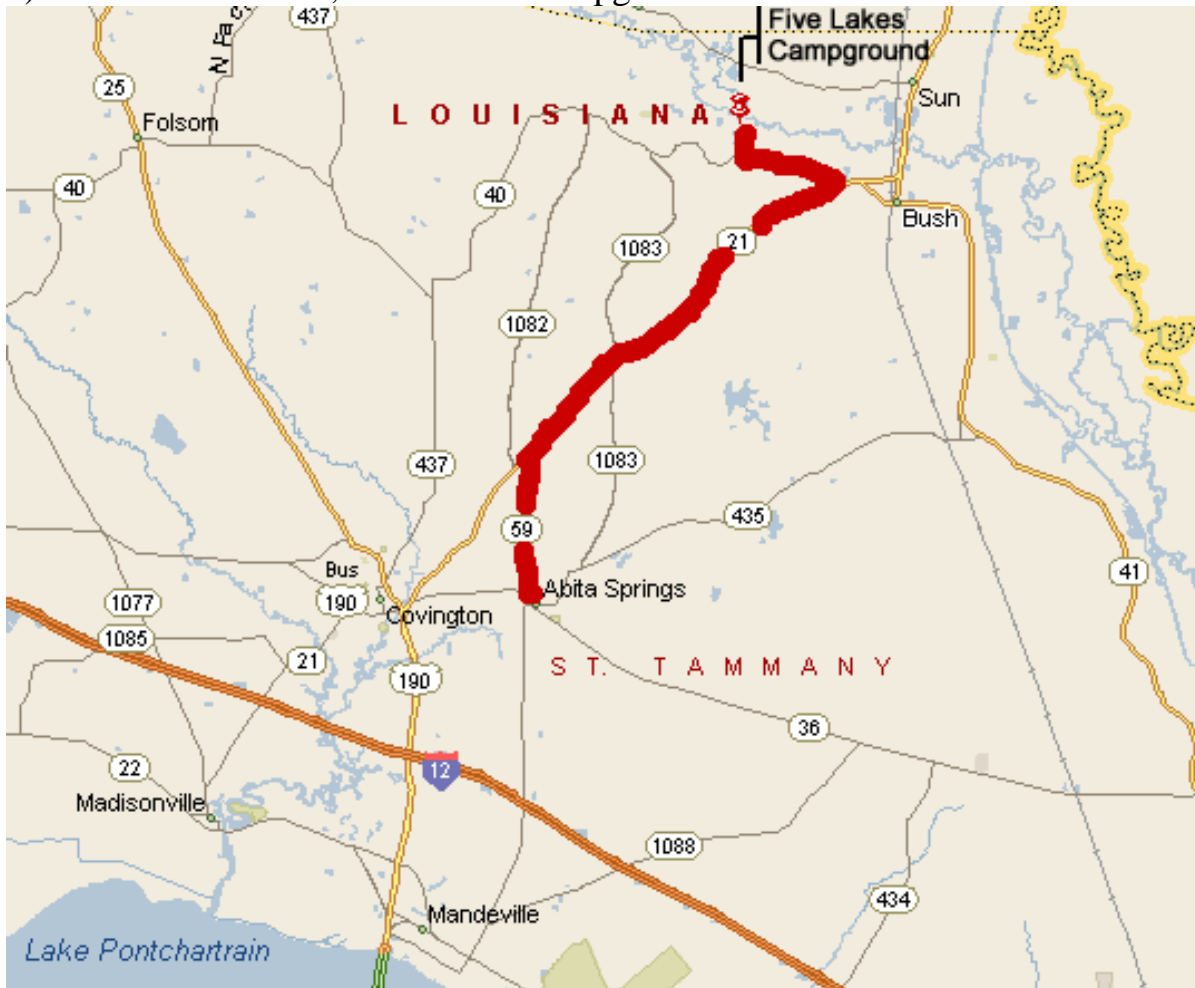 Five Lakes
Campground
437
N Fac
25
Sun
LOUISIANA
Folsom
40
40
Bush
1083
21
1082
437
1083
435
59
41
Bus
190
Abita Springs
Covington
1077
1085
21
190
ST. TAMMANY
36
12
22
Madisonville
1088
434
Mandeville
Lake Pontchartrain